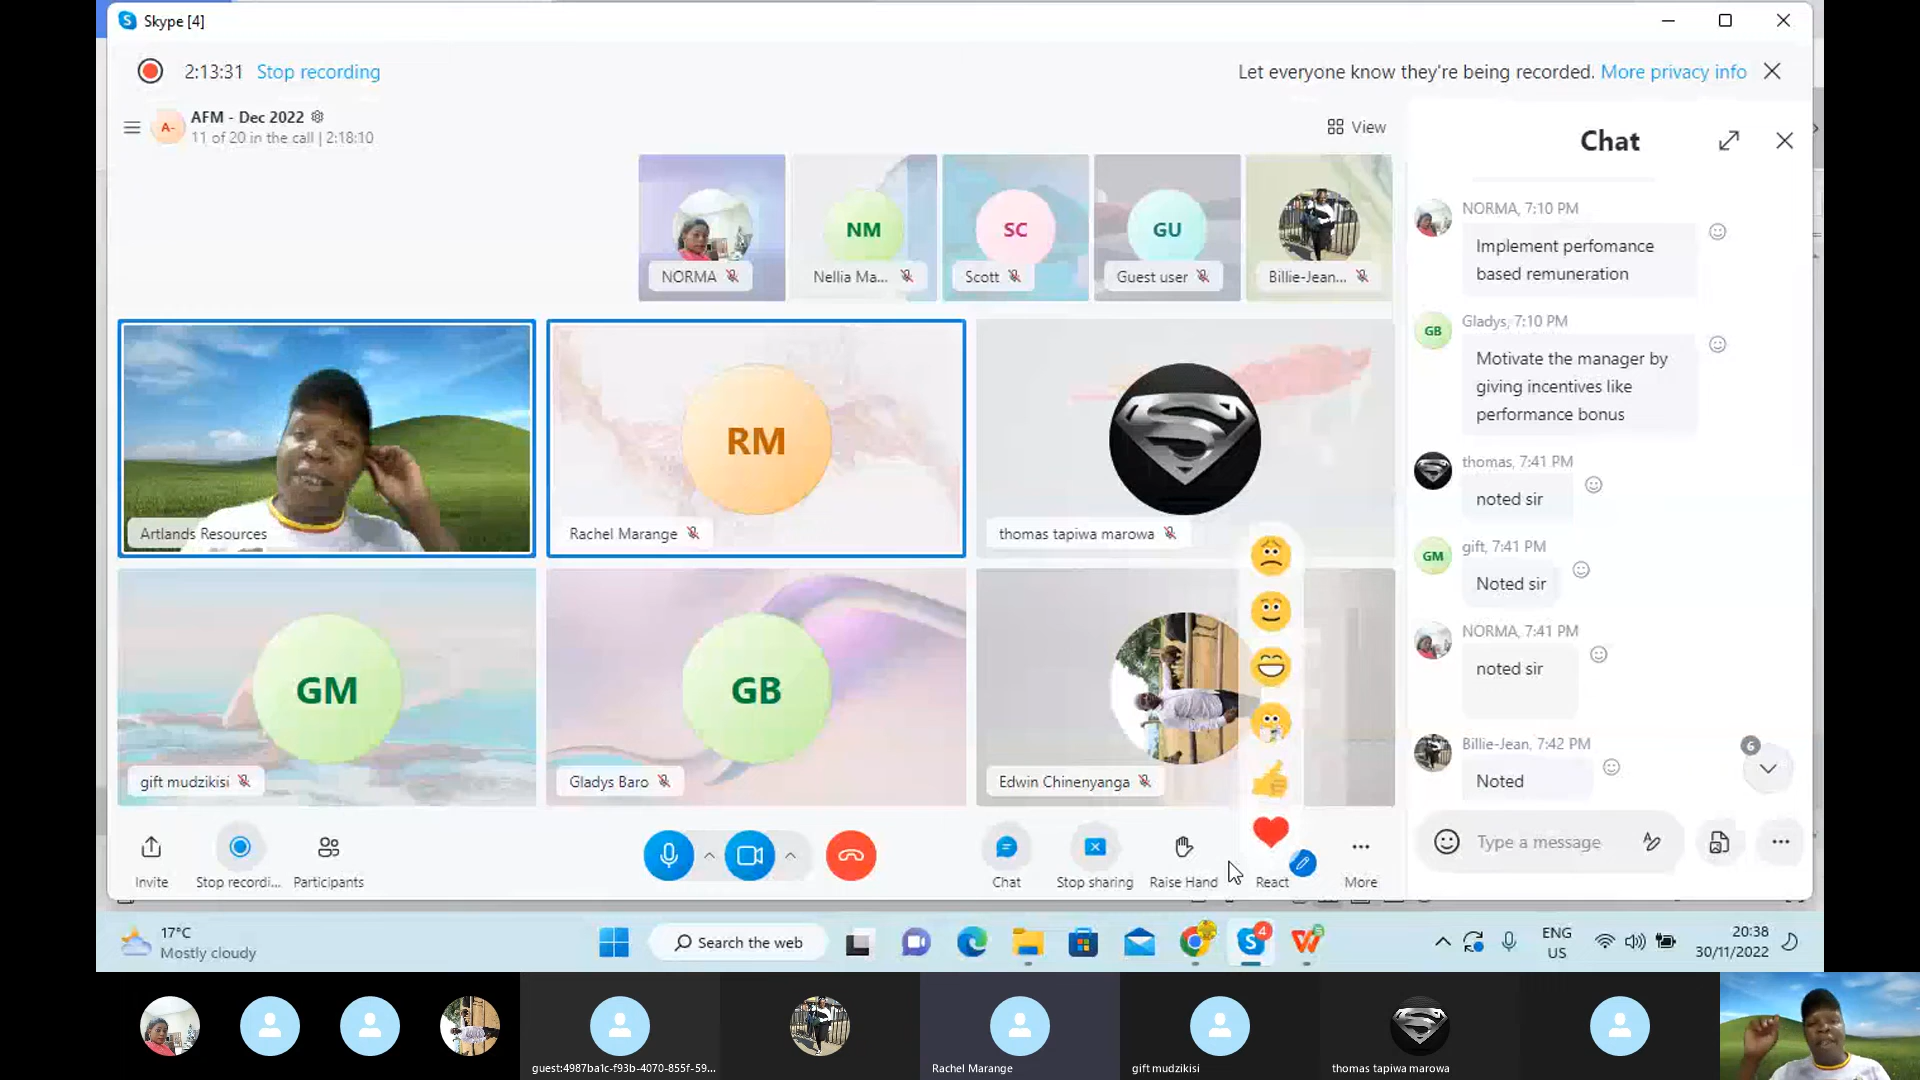 Skype [4]
2:13:31 Stop recording
Let everyone know they're being recorded. More privacy info
A-
AFM - Dec 2022
11 of 20 in the call | 2:18:10
View
Chat
NORMA
NM
Nellia Ma...
SC
Scott
GU
Guest user
Billie-Jean...
Artlands Resources
RM
Rachel Marange
thomas tapiwa marowa
GM
gift mudzikisi
GB
Gladys Baro
Edwin Chinenyanga
NORMA, 7:10 PM
Implement perfomance
based remuneration
GB
Gladys, 7:10 PM
Motivate the manager by
giving incentives like
performance bonus
thomas, 7:41 PM
noted sir
GM
gift, 7:41 PM
Noted sir
NORMA, 7:41 PM
noted sir
Billie-Jean, 7:42 PM
Noted
6
Type a message
Invite
Stop recordi...
Participants
Chat
Stop sharing
Raise Hand
React
More
17°C
Mostly cloudy
Search the web
4
ENG
US
20:38
30/11/2022
guest:4987ba1c-f93b-4070-855f-59...
Rachel Marange
gift mudzikisi
thomas tapiwa marowa